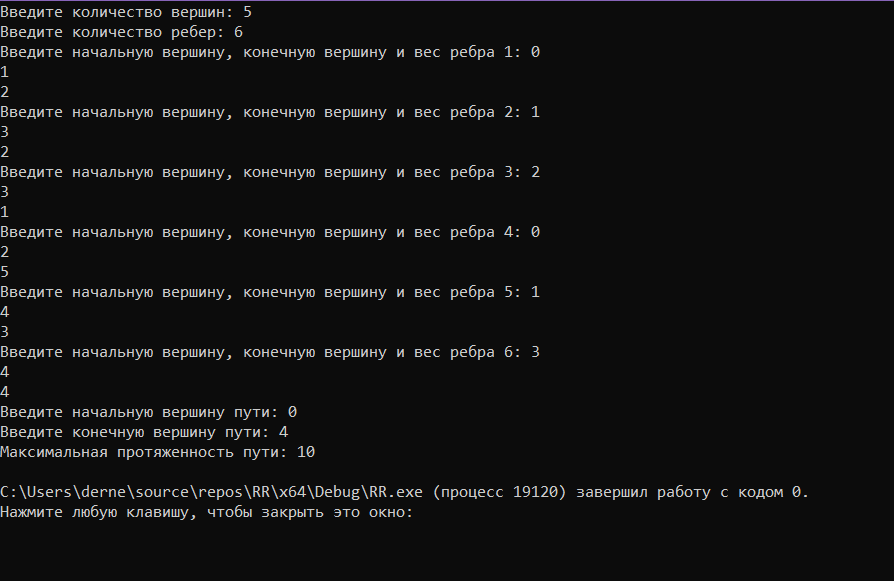 Введите количество вершин: 5
Введите количество ребер: 6
Введите начальную вершину, конечную вершину и вес ребра 1: 0
1
2
Введите начальную вершину, конечную вершину и вес ребра 2: 1
3
2
Введите начальную вершину, конечную вершину и вес ребра 3: 2
3
1
Введите начальную вершину, конечную вершину и вес ребра 4: 0
2
5
Введите начальную вершину, конечную вершину и вес ребра 5: 1
4
3
Введите начальную вершину, конечную вершину и вес ребра 6: 3
4
4
Введите начальную вершину пути: 0
Введите конечную вершину пути: 4
Максимальная протяженность пути: 10
C:\Users\derne\source\repos\RR\x64\Debug\RR.exe (процесс 19120) завершил работу с кодом 0.
Нажмите любую клавишу, чтобы закрыть это окно: